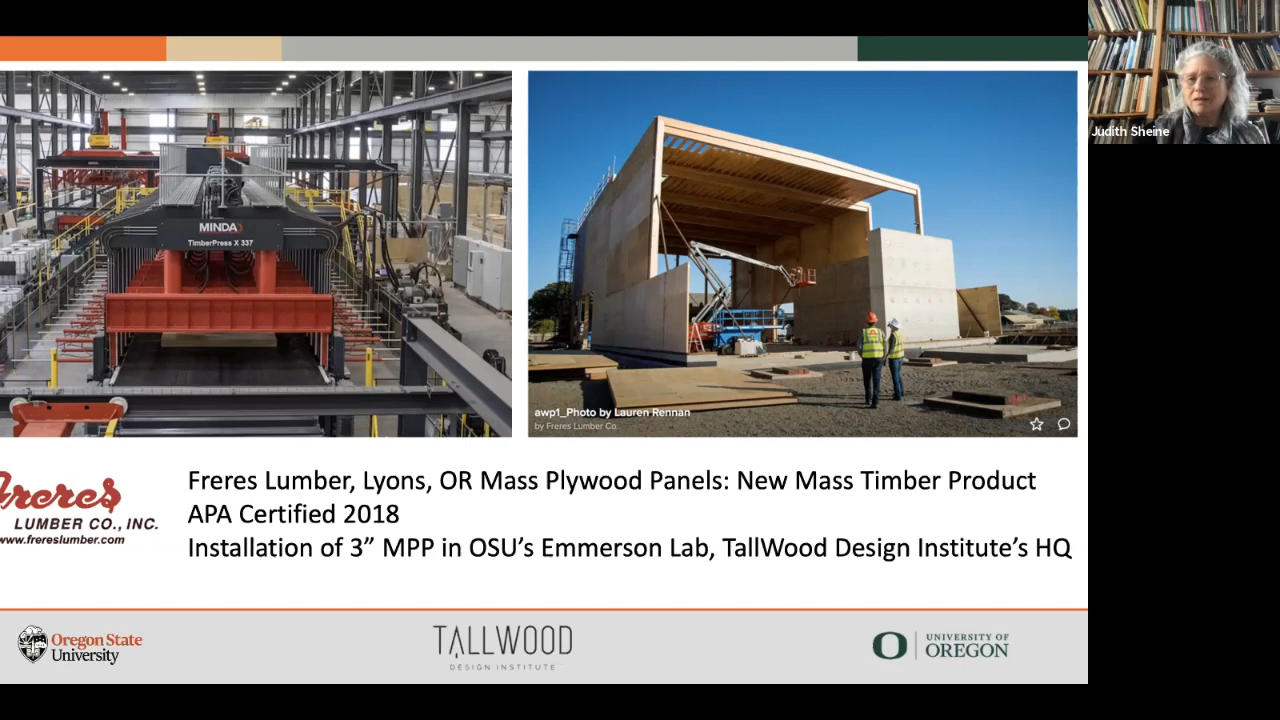 Judith Sheine
MINDA
TimberPress X 337
awp1_Photo by Lauren Rennan
by Freres Lumber Co.
Freres
LUMBER CO., INC.
www.frereslumber.com
Freres Lumber, Lyons, OR Mass Plywood Panels: New Mass Timber Product
APA Certified 2018
Installation of 3” MPP in OSU’s Emmerson Lab, TallWood Design Institute’s HQ
Oregon State
University
TALLWOOD
DESIGN INSTITUTE
O
UNIVERSITY OF
OREGON